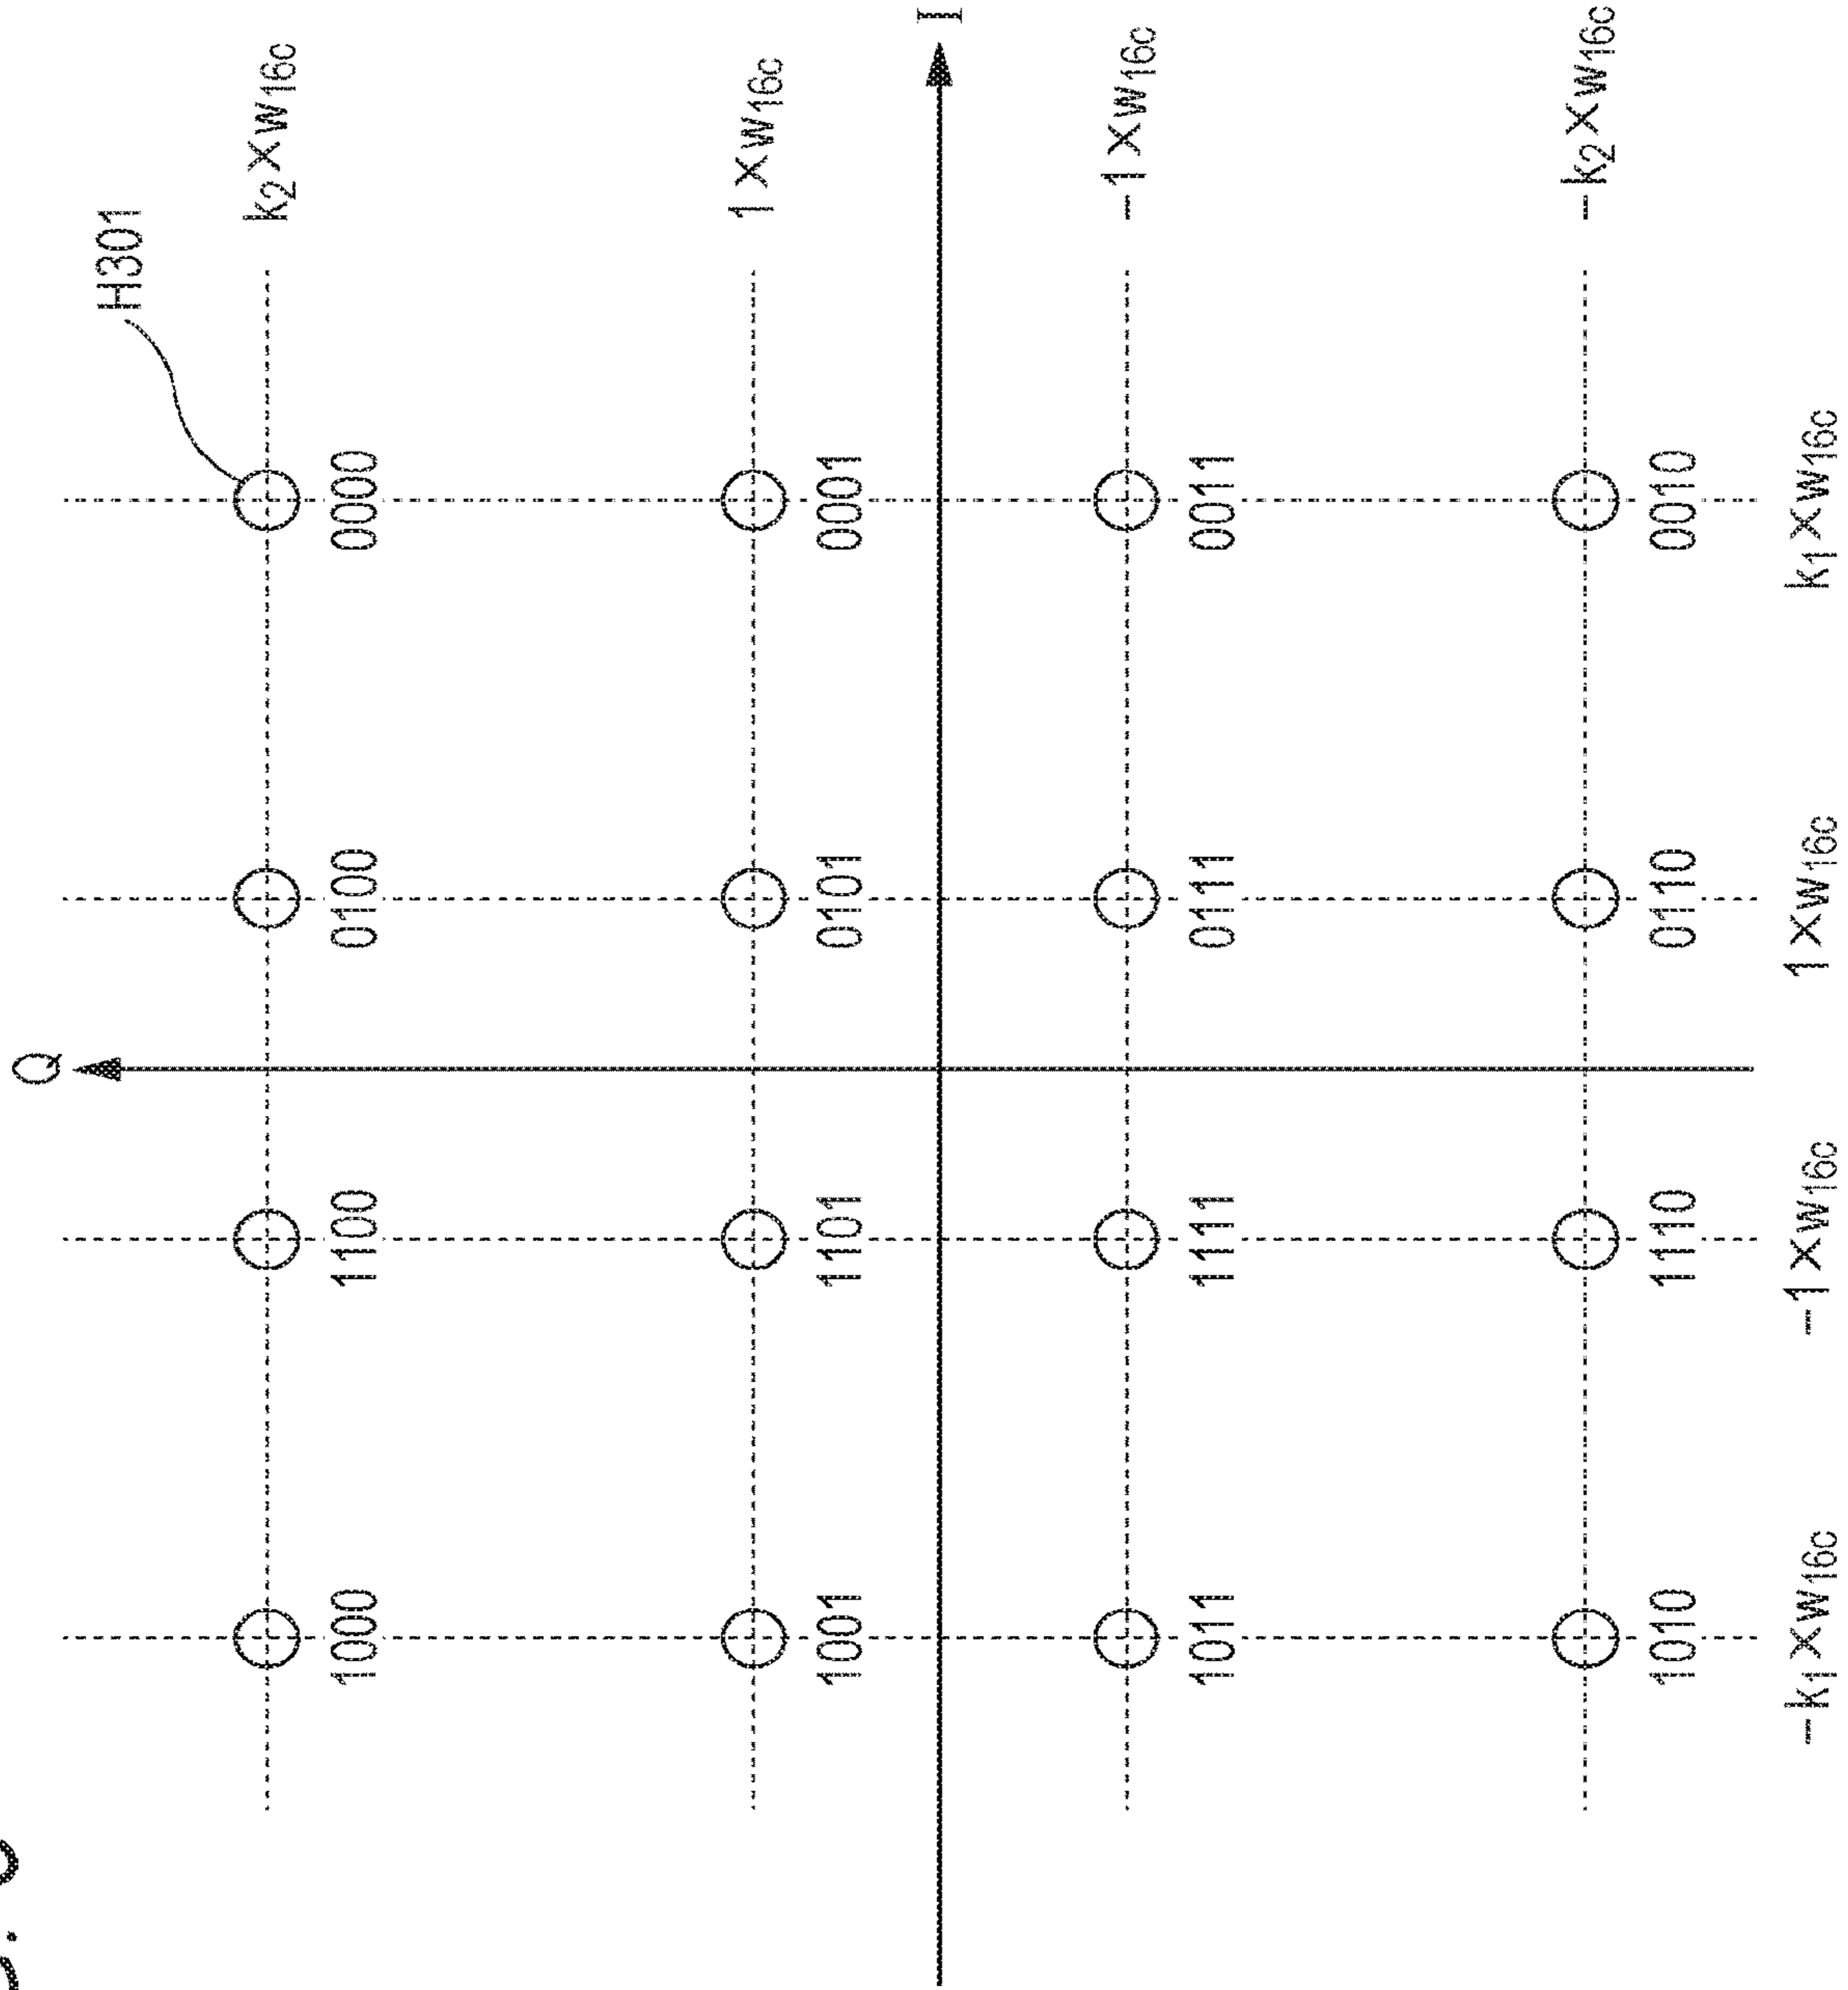 Q
H301
1000 1100 0100 0000 k₂×w₁₆c
1001 1101 0101 0001 1×w₁₆c
I
1011 1111 0111 0011 −1×w₁₆c
1010 1110 0110 0010 −k₂×w₁₆c
−k₁×w₁₆c −1×w₁₆c 1×w₁₆c k₁×w₁₆c